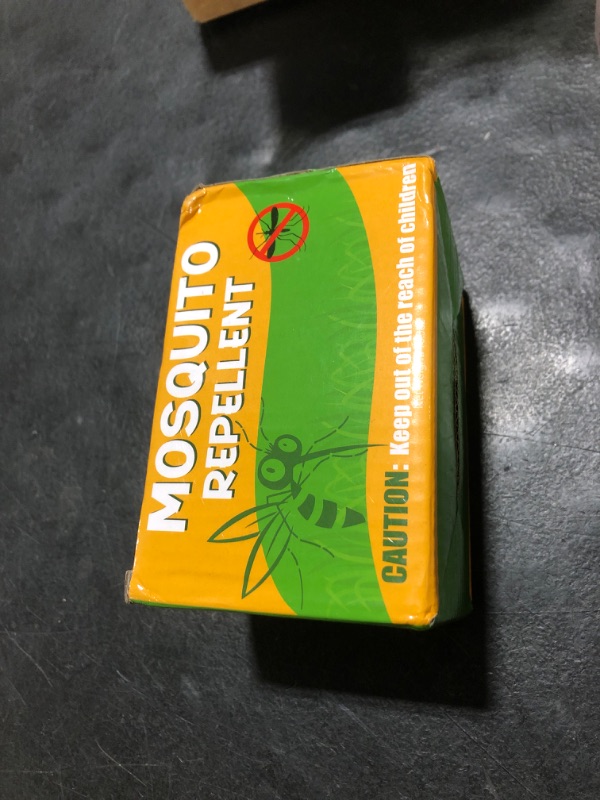 MOSQUITO
REPELLENT
CAUTION: Keep out of the reach of children